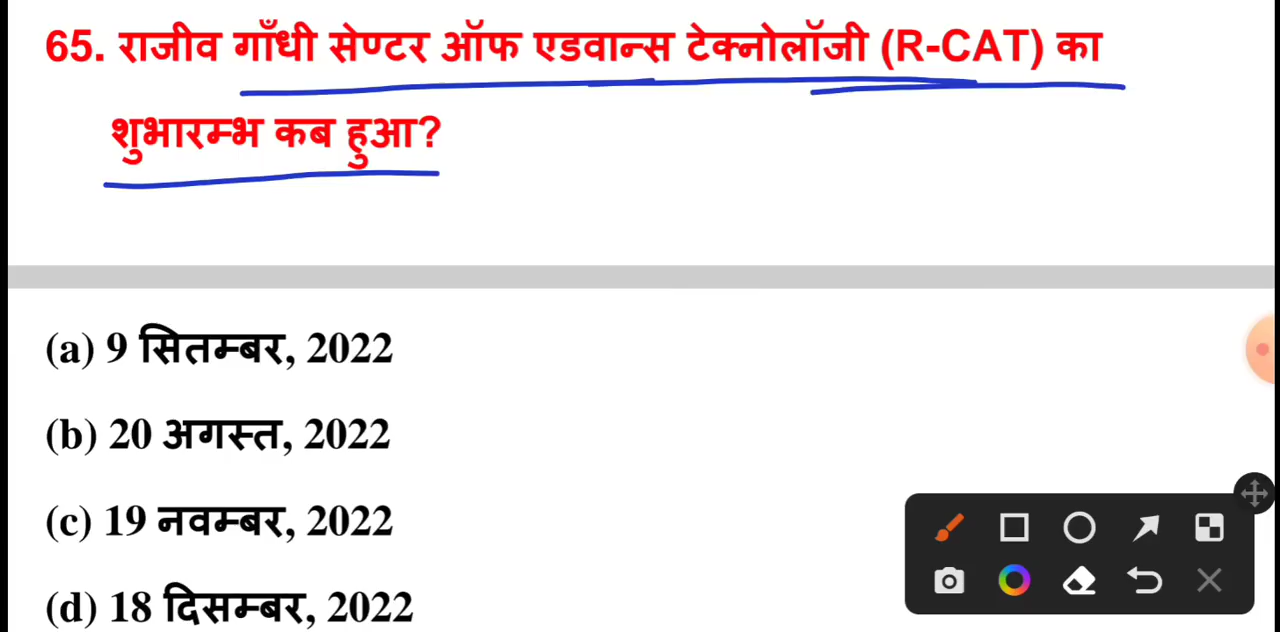 65. राजीव गाँधी सेण्टर ऑफ एडवान्स टेक्नोलॉजी (R-CAT) का
शुभारम्भ कब हुआ?
(a) 9 सितम्बर, 2022
(b) 20 अगस्त, 2022
(c) 19 नवम्बर, 2022
(d) 18 दिसम्बर, 2022